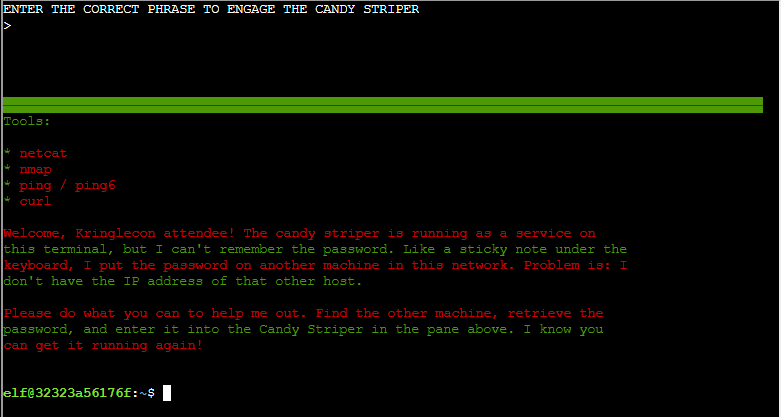 ENTER THE CORRECT PHRASE TO ENGAGE THE CANDY STRIPER
>
Tools:
* netcat
* nmap
* ping / ping6
* curl
Welcome, Kringlecon attendee! The candy striper is running as a service on
this terminal, but I can't remember the password. Like a sticky note under the
keyboard, I put the password on another machine in this network. Problem is: I
don't have the IP address of that other host.
Please do what you can to help me out. Find the other machine, retrieve the
password, and enter it into the Candy Striper in the pane above. I know you
can get it running again!
elf@32323a56176f:~$